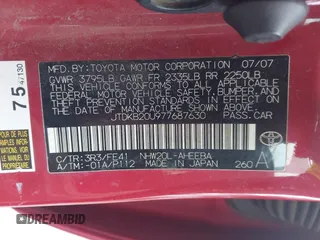 75 47130
MFD. BY: TOYOTA MOTOR CORPORATION 07/07
GVWR 3795LB GAWR FR 2335LB RR 2250LB
THIS VEHICLE CONFORMS TO ALL APPLICABLE
FEDERAL MOTOR VEHICLE SAFETY AND
THEFT PREVENTION STANDARDS IN EFFECT ON
THE DATE OF MANUFACTURE SHOWN ABOVE.
JTDKB20U977687630 PASS. CAR
C/TR: 3R3/FE41 NHW20L-AHEEBA
A/TM: -01A/P112 MADE IN JAPAN 260 A
TOYOTA